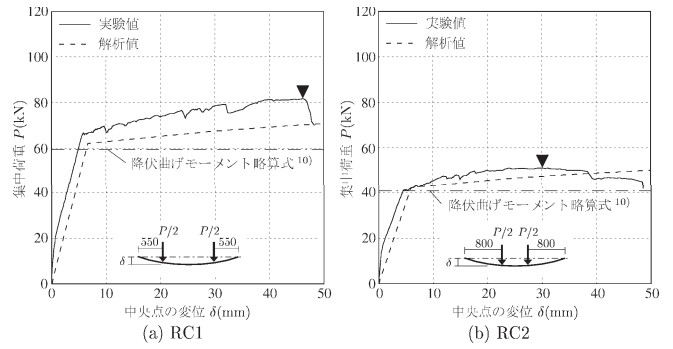 120
100
80
60
40
20
0
集中荷重 P(kN)
実験値
解析値
降伏曲げモーメント略算式 10)
P/2 P/2
550 550
δ
0 10 20 30 40 50
中央点の変位 δ(mm)
(a) RC1
120
100
80
60
40
20
0
集中荷重 P(kN)
実験値
解析値
降伏曲げモーメント略算式 10)
P/2 P/2
800 800
δ
0 10 20 30 40 50
中央点の変位 δ(mm)
(b) RC2